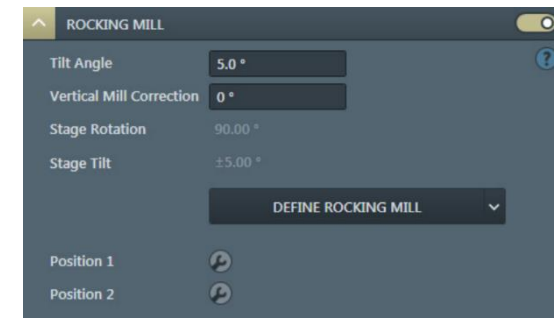 ROCKING MILL
Tilt Angle 5.0 °
Vertical Mill Correction 0 °
Stage Rotation 90.00 °
Stage Tilt ±5.00 °
DEFINE ROCKING MILL
Position 1
Position 2
?